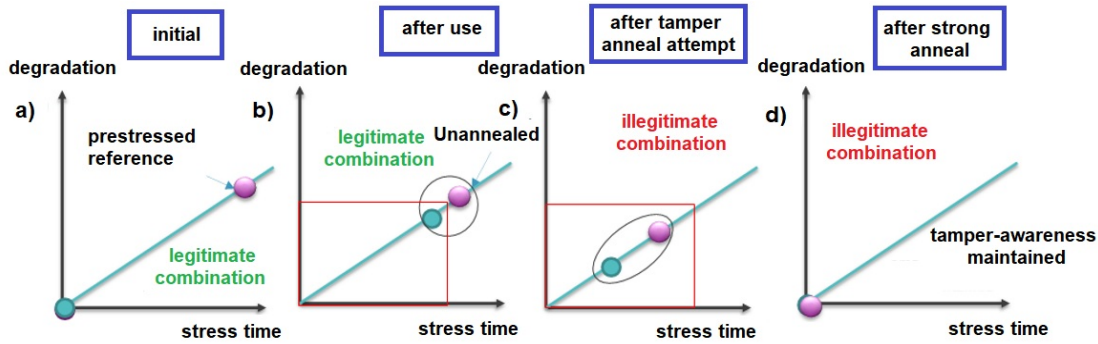 initial
after use
after tamper
anneal attempt
after strong
anneal
degradation
degradation
degradation
degradation
a)
b)
c)
d)
prestressed
reference
legitimate
combination
legitimate
combination
Unannealed
illegitimate
combination
illegitimate
combination
tamper-awareness
maintained
stress time
stress time
stress time
stress time